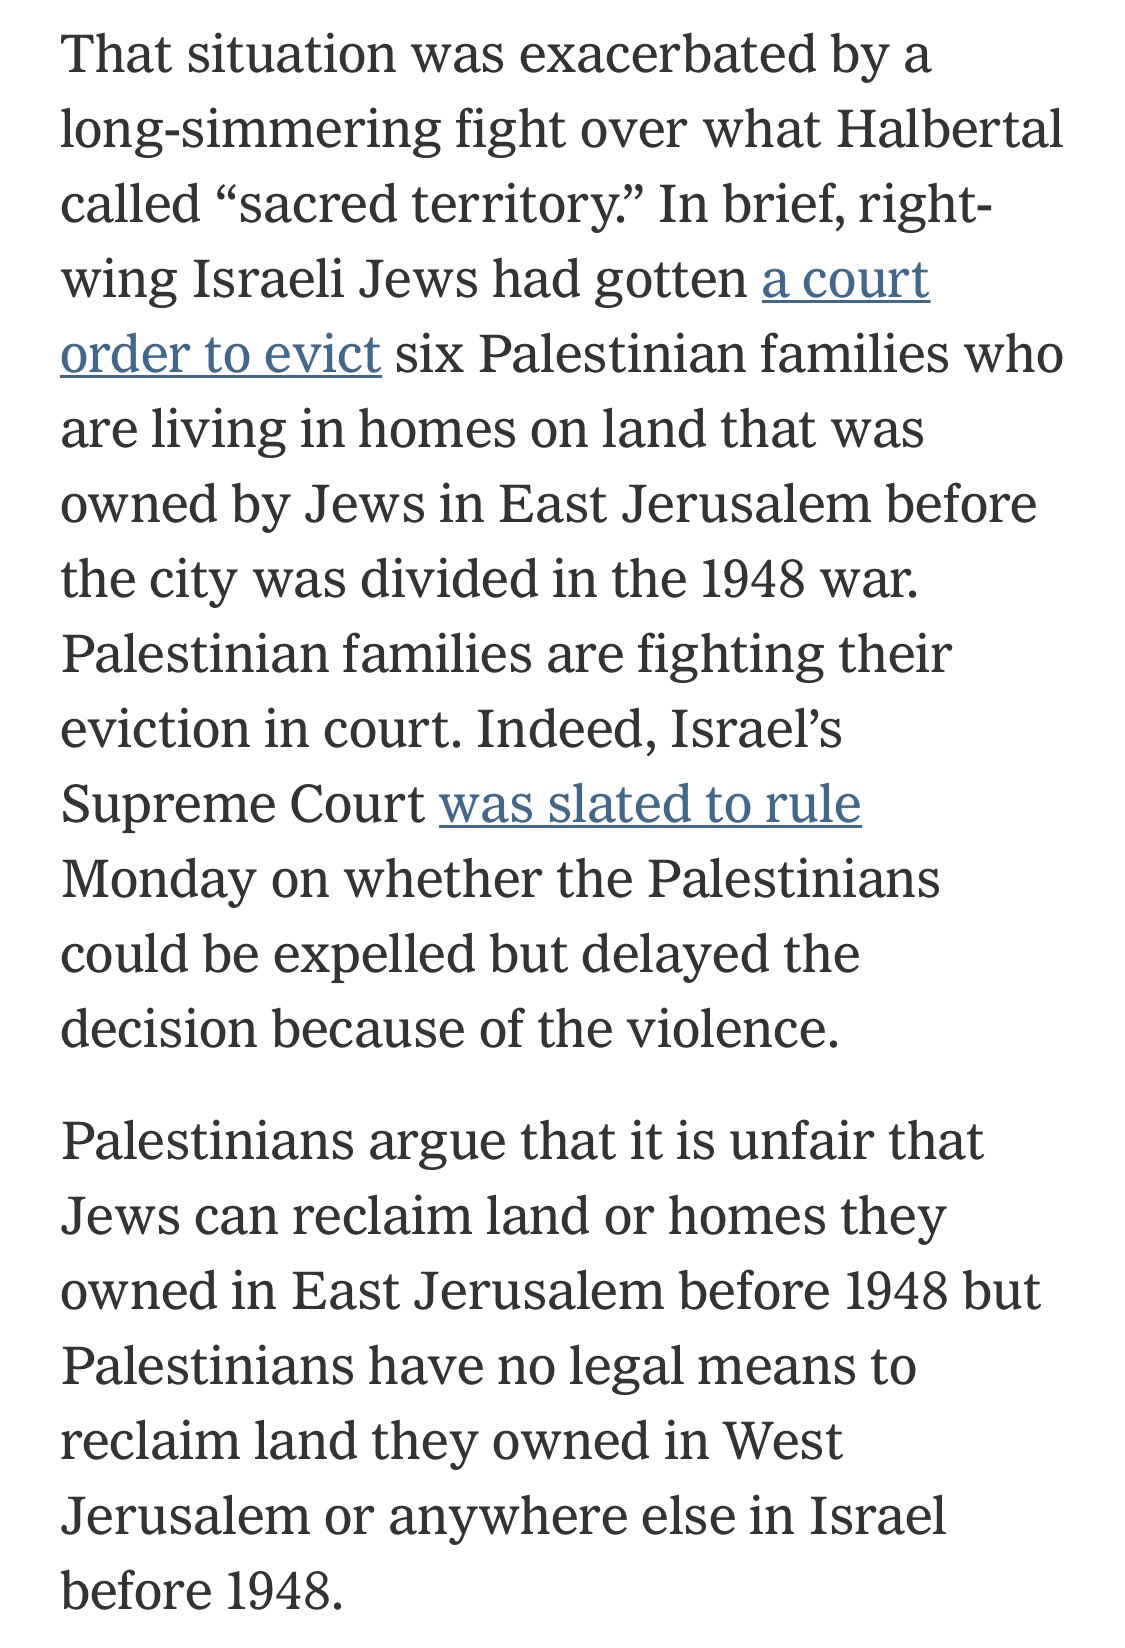 That situation was exacerbated by a
long-simmering fight over what Halbertal
called “sacred territory.” In brief, right-
wing Israeli Jews had gotten a court
order to evict six Palestinian families who
are living in homes on land that was
owned by Jews in East Jerusalem before
the city was divided in the 1948 war.
Palestinian families are fighting their
eviction in court. Indeed, Israel’s
Supreme Court was slated to rule
Monday on whether the Palestinians
could be expelled but delayed the
decision because of the violence.
Palestinians argue that it is unfair that
Jews can reclaim land or homes they
owned in East Jerusalem before 1948 but
Palestinians have no legal means to
reclaim land they owned in West
Jerusalem or anywhere else in Israel
before 1948.